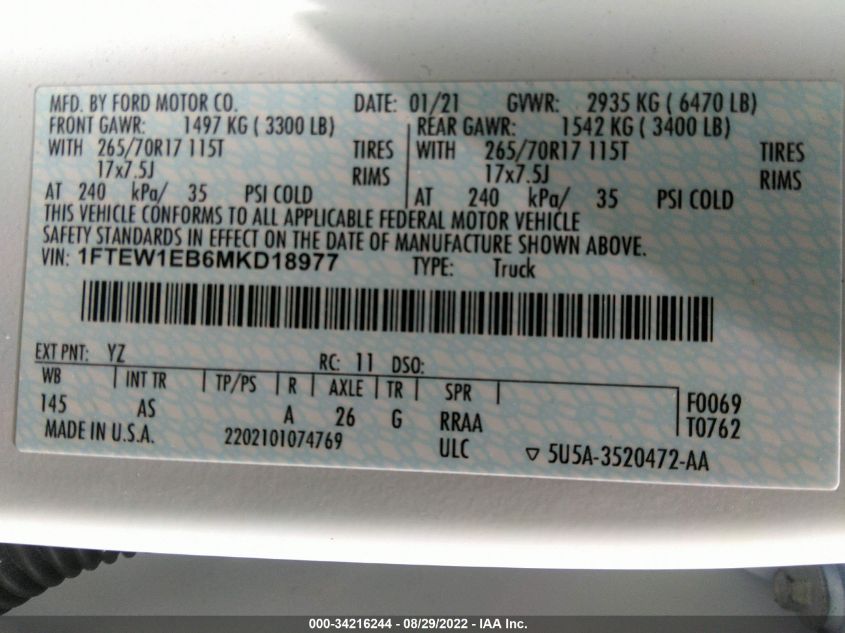 MFD. BY FORD MOTOR CO. DATE: 01/21 GVWR: 2935 KG ( 6470 LB)
FRONT GAWR: 1497 KG ( 3300 LB) REAR GAWR: 1542 KG ( 3400 LB)
WITH 265/70R17 115T TIRES WITH 265/70R17 115T TIRES
17x7.5J RIMS 17x7.5J RIMS
AT 240 kPa/ 35 PSI COLD AT 240 kPa/ 35 PSI COLD
THIS VEHICLE CONFORMS TO ALL APPLICABLE FEDERAL MOTOR VEHICLE
SAFETY STANDARDS IN EFFECT ON THE DATE OF MANUFACTURE SHOWN ABOVE.
VIN: 1FTEW1EB6MKD18977 TYPE: Truck
EXT PNT: YZ RC: 11 DSO:
WB INT TR TP/PS R AXLE TR SPR F0069
145 AS A 26 G RRAA T0762
MADE IN U.S.A. 2202101074769 ULC ▽ 5U5A-3520472-AA
000-34216244 - 08/29/2022 - IAA Inc.